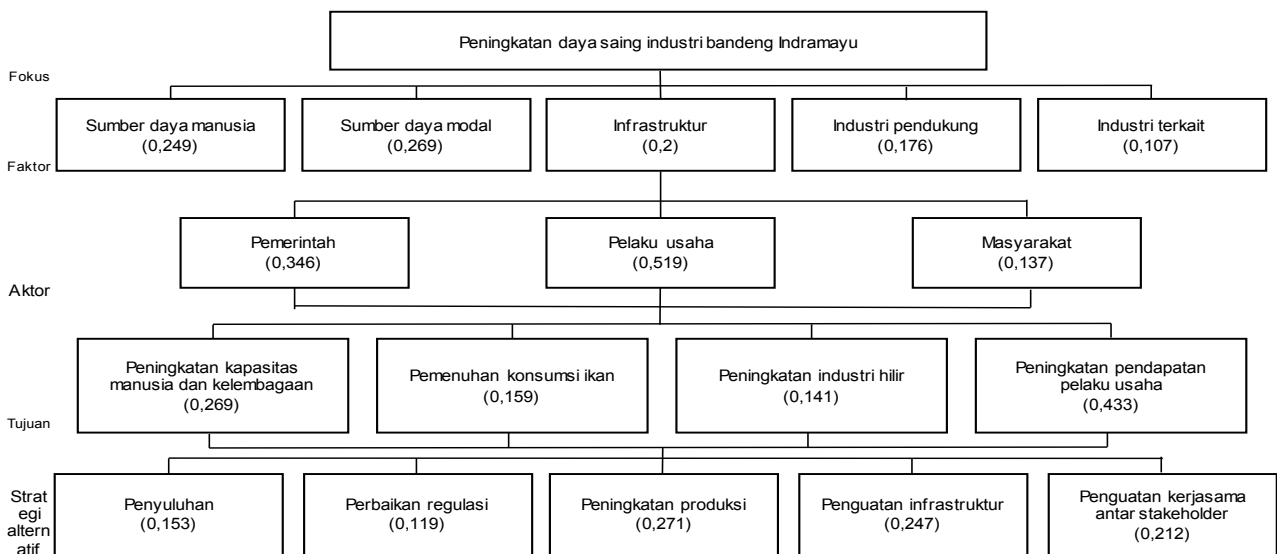 Peningkatan daya saing industri bandeng Indramayu
Fokus
Sumber daya manusia
(0,249)
Sumber daya modal
(0,269)
Infrastruktur
(0,2)
Industri pendukung
(0,176)
Industri terkait
(0,107)
Faktor
Pemerintah
(0,346)
Pelaku usaha
(0,519)
Masyarakat
(0,137)
Aktor
Peningkatan kapasitas
manusia dan kelembagaan
(0,269)
Pemenuhan konsumsi ikan
(0,159)
Peningkatan industri hilir
(0,141)
Peningkatan pendapatan
pelaku usaha
(0,433)
Tujuan
Strat
egi
altern
atif
Penyuluhan
(0,153)
Perbaikan regulasi
(0,119)
Peningkatan produksi
(0,271)
Penguatan infrastruktur
(0,247)
Penguatan kerjasama
antar stakeholder
(0,212)